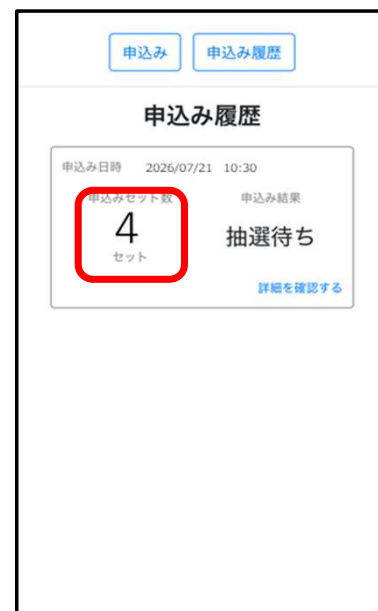 申込み 申込み履歴
申込み履歴
申込み日時 2026/07/21 10:30
申込みセット数 申込み結果
4 抽選待ち
セット
詳細を確認する